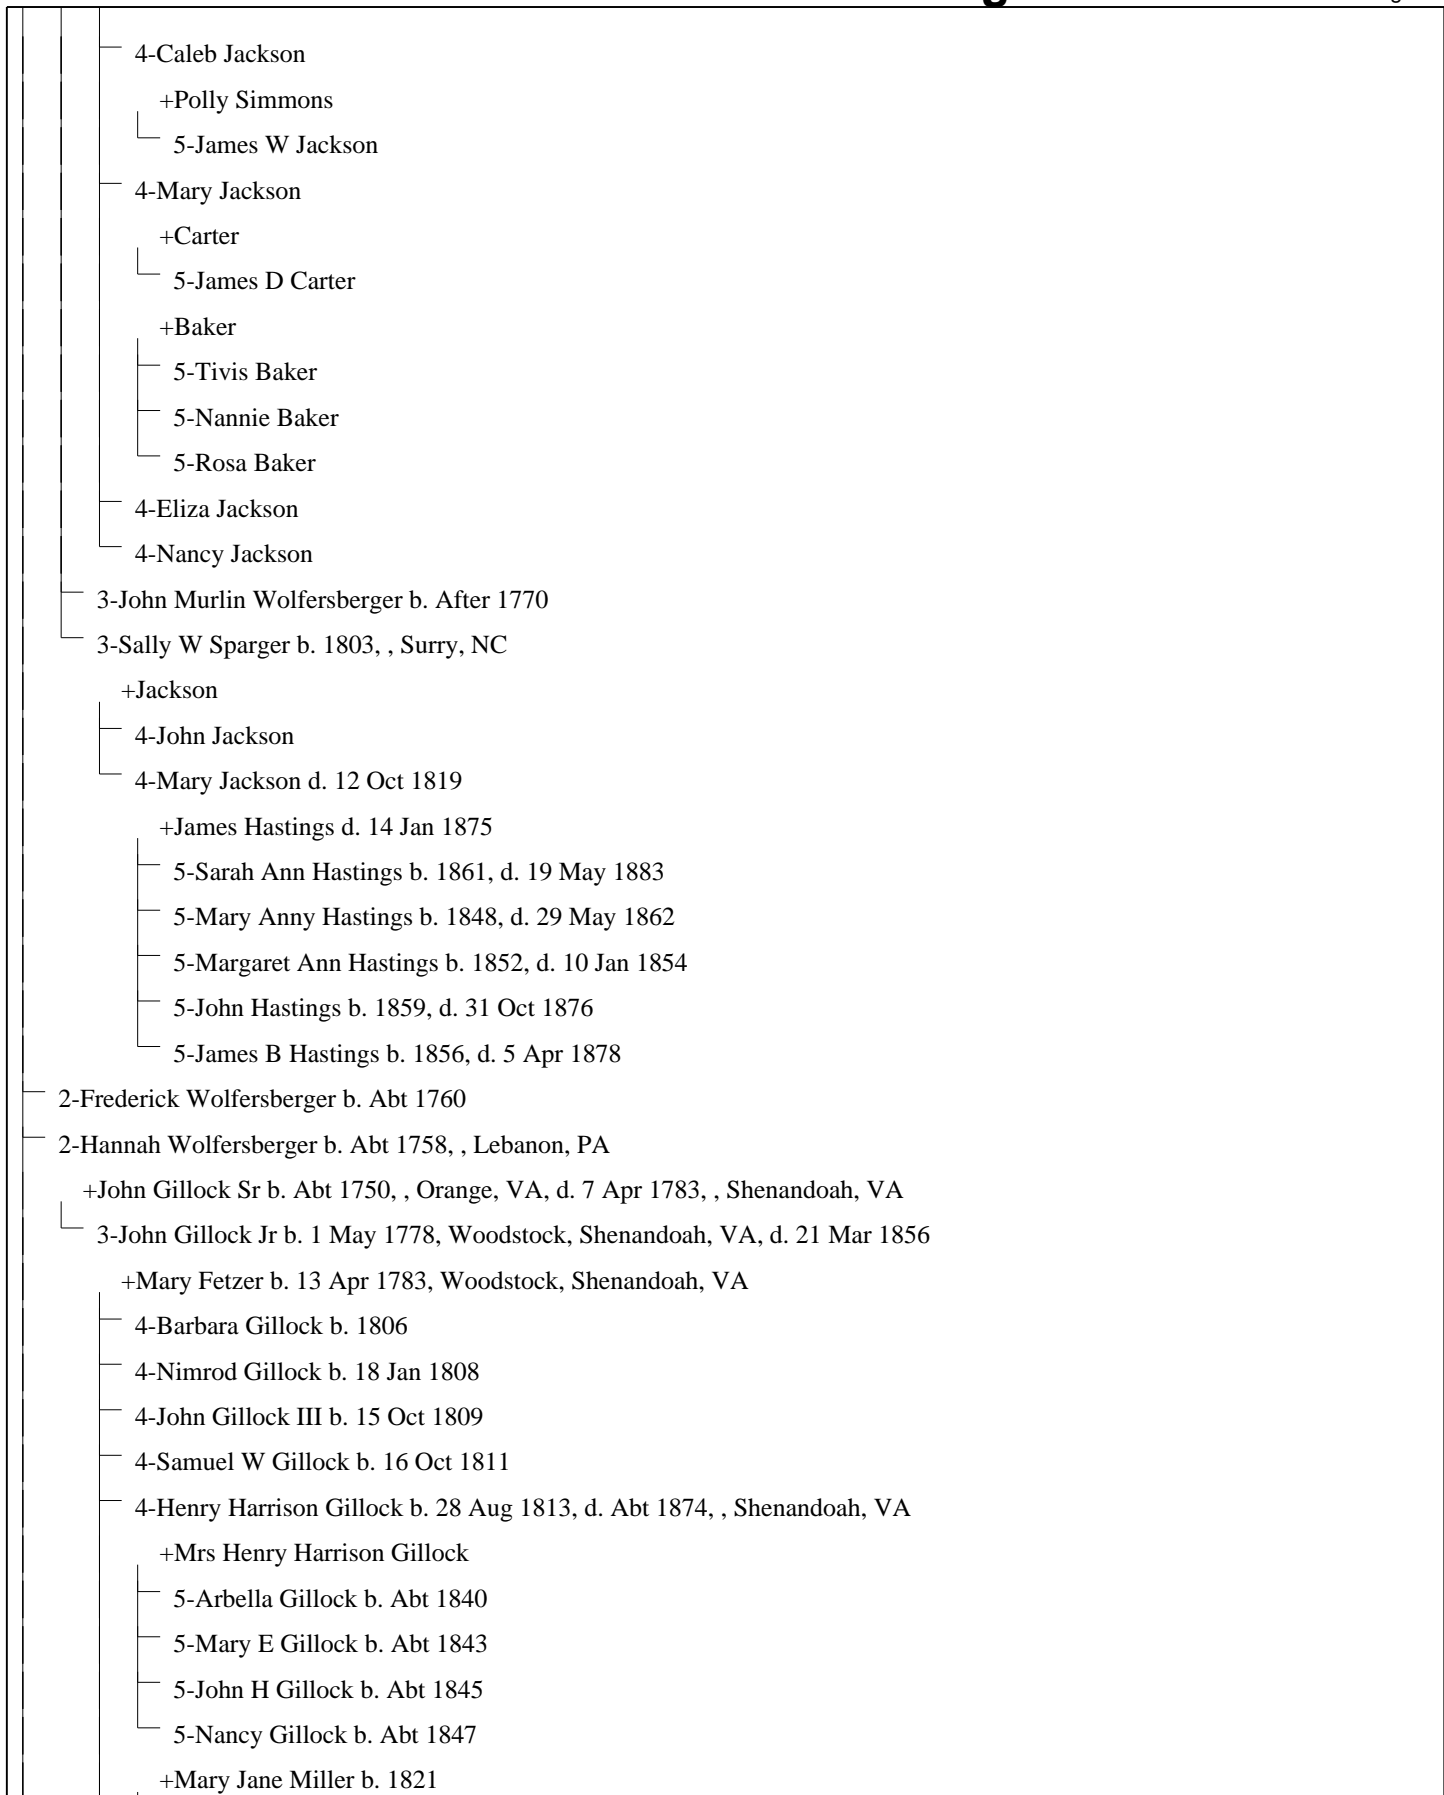 4-Caleb Jackson
+Polly Simmons
5-James W Jackson
4-Mary Jackson
+Carter
5-James D Carter
+Baker
5-Tivis Baker
5-Nannie Baker
5-Rosa Baker
4-Eliza Jackson
4-Nancy Jackson
3-John Murlin Wolfersberger b. After 1770
3-Sally W Sparger b. 1803, , Surry, NC
+Jackson
4-John Jackson
4-Mary Jackson d. 12 Oct 1819
+James Hastings d. 14 Jan 1875
5-Sarah Ann Hastings b. 1861, d. 19 May 1883
5-Mary Anny Hastings b. 1848, d. 29 May 1862
5-Margaret Ann Hastings b. 1852, d. 10 Jan 1854
5-John Hastings b. 1859, d. 31 Oct 1876
5-James B Hastings b. 1856, d. 5 Apr 1878
2-Frederick Wolfersberger b. Abt 1760
2-Hannah Wolfersberger b. Abt 1758, , Lebanon, PA
+John Gillock Sr b. Abt 1750, , Orange, VA, d. 7 Apr 1783, , Shenandoah, VA
3-John Gillock Jr b. 1 May 1778, Woodstock, Shenandoah, VA, d. 21 Mar 1856
+Mary Fetzer b. 13 Apr 1783, Woodstock, Shenandoah, VA
4-Barbara Gillock b. 1806
4-Nimrod Gillock b. 18 Jan 1808
4-John Gillock III b. 15 Oct 1809
4-Samuel W Gillock b. 16 Oct 1811
4-Henry Harrison Gillock b. 28 Aug 1813, d. Abt 1874, , Shenandoah, VA
+Mrs Henry Harrison Gillock
5-Arbella Gillock b. Abt 1840
5-Mary E Gillock b. Abt 1843
5-John H Gillock b. Abt 1845
5-Nancy Gillock b. Abt 1847
+Mary Jane Miller b. 1821